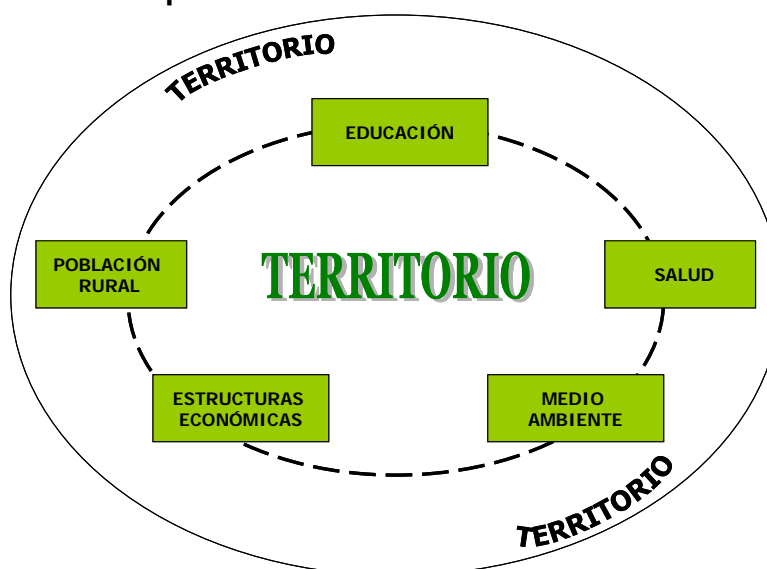 TERRITORIO
EDUCACIÓN
POBLACIÓN
RURAL
TERRITORIO
SALUD
ESTRUCTURAS
ECONÓMICAS
MEDIO
AMBIENTE
TERRITORIO